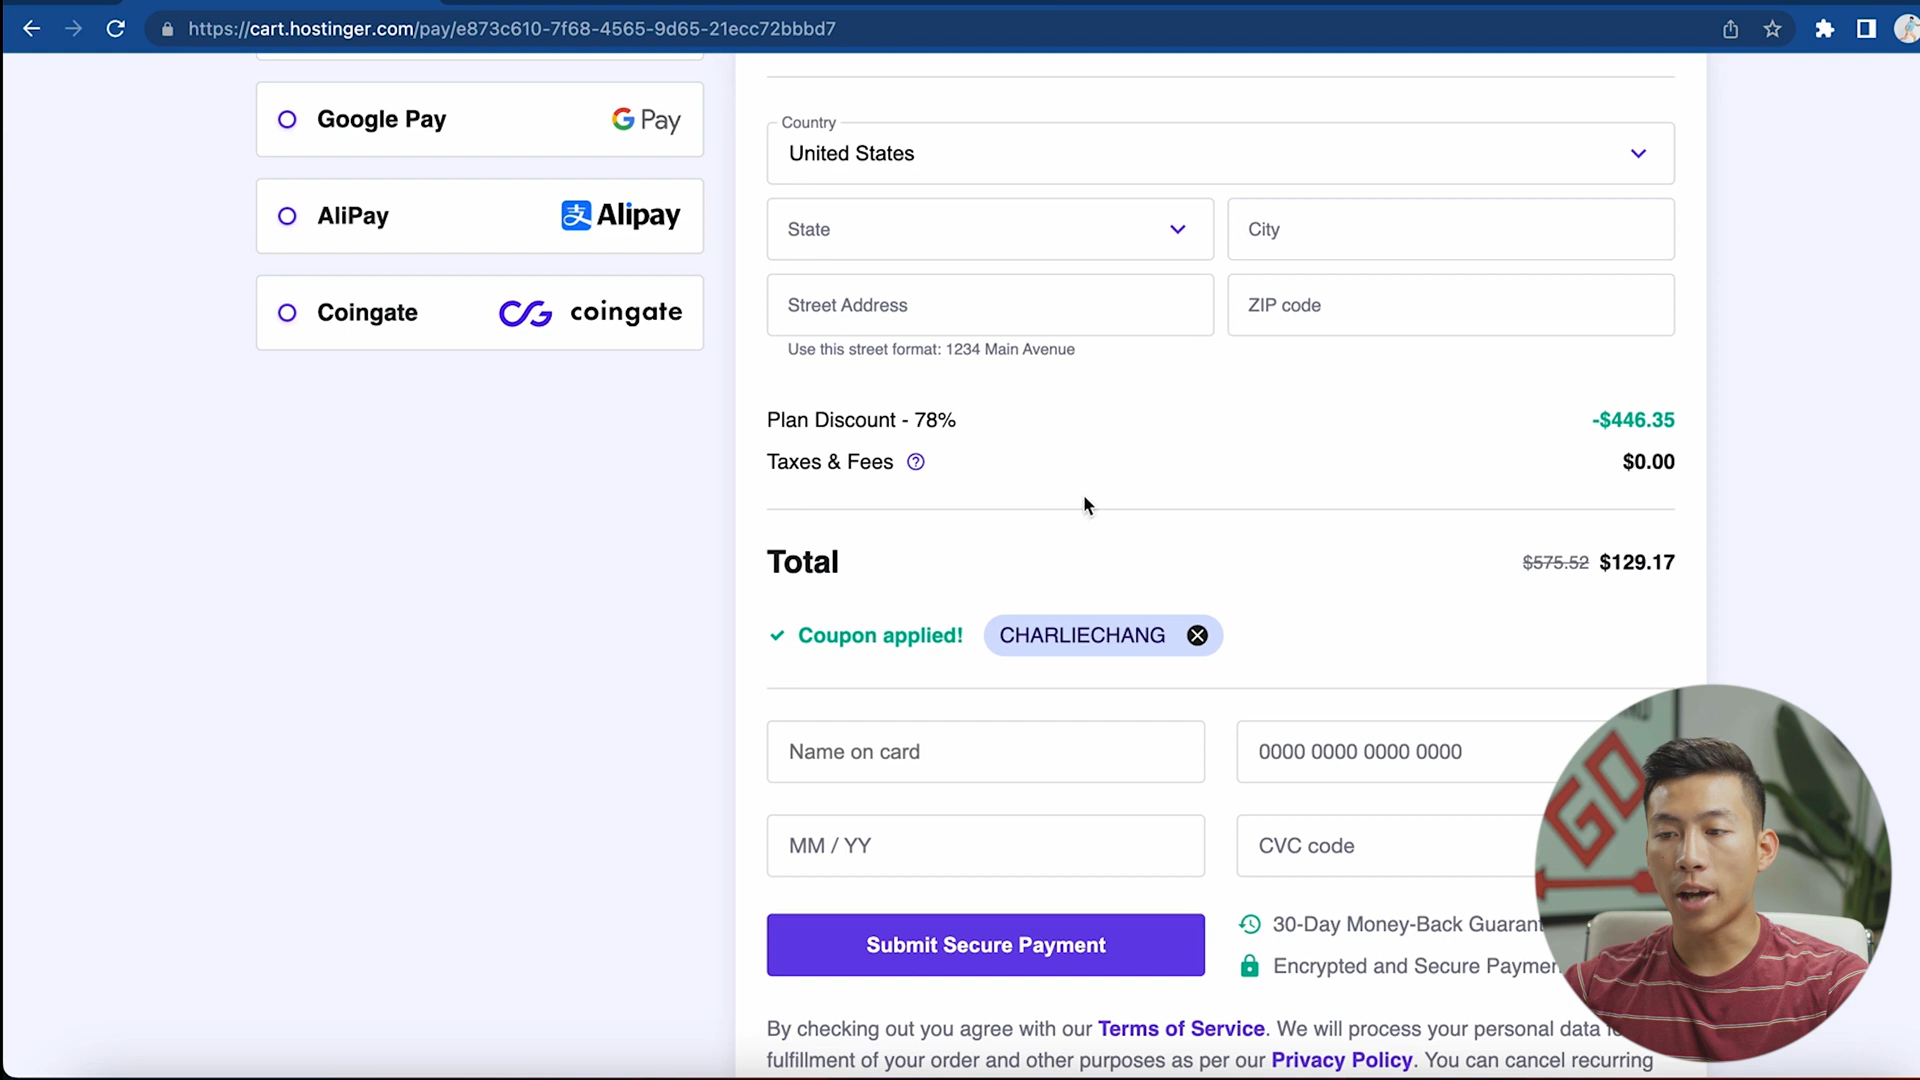 https://cart.hostinger.com/pay/e873c610-7f68-4565-9d65-21ecc72bbbd7
Google Pay
G Pay
AliPay
支 Alipay
Coingate
coingate
Country
United States
State
City
Street Address
ZIP code
Use this street format: 1234 Main Avenue
Plan Discount - 78%
-$446.35
Taxes & Fees
$0.00
Total
$575.52 $129.17
Coupon applied! CHARLIECHANG
Name on card
0000 0000 0000 0000
MM / YY
CVC code
Submit Secure Payment
30-Day Money-Back Guarant
Encrypted and Secure Paymen
GO
By checking out you agree with our Terms of Service. We will process your personal data fo
fulfillment of your order and other purposes as per our Privacy Policy. You can cancel recurring